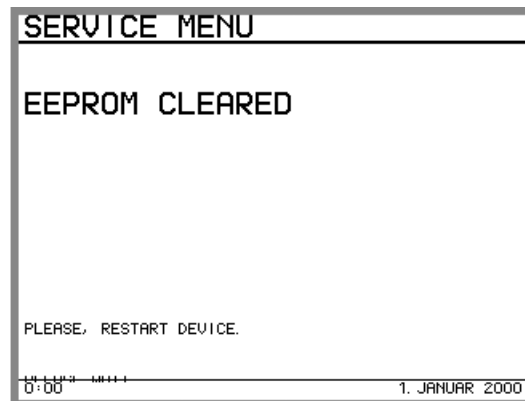 SERVICE MENU
EEPROM CLEARED
PLEASE, RESTART DEVICE.
0:00 1. JANUAR 2000